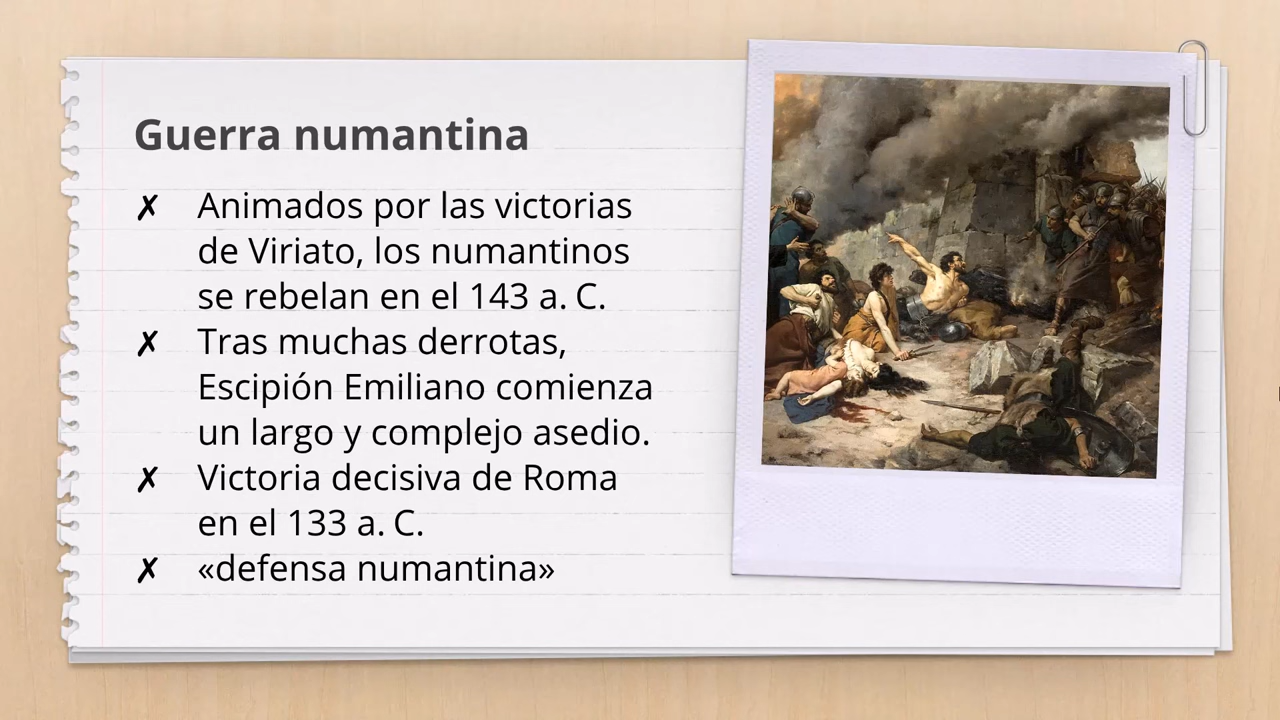 Guerra numantina
✗ Animados por las victorias
de Viriato, los numantinos
se rebelan en el 143 a. C.
✗ Tras muchas derrotas,
Escipión Emiliano comienza
un largo y complejo asedio.
✗ Victoria decisiva de Roma
en el 133 a. C.
✗ «defensa numantina»